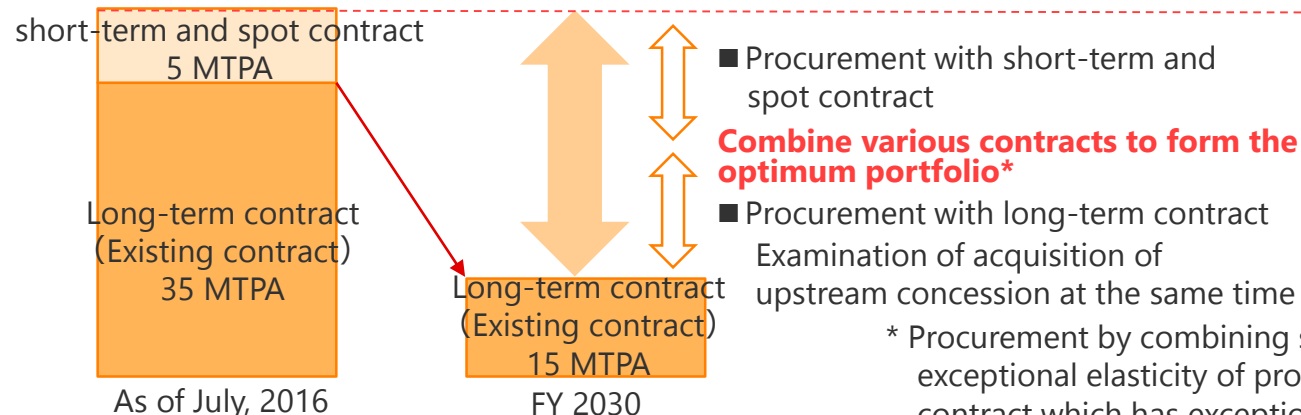 short-term and spot contract
5 MTPA
Long-term contract
（Existing contract）
35 MTPA
As of July, 2016
Long-term contract
（Existing contract）
15 MTPA
FY 2030
■ Procurement with short-term and
spot contract
Combine various contracts to form the
optimum portfolio*
■ Procurement with long-term contract
Examination of acquisition of
upstream concession at the same time
* Procurement by combining
exceptional elasticity of
contract which has